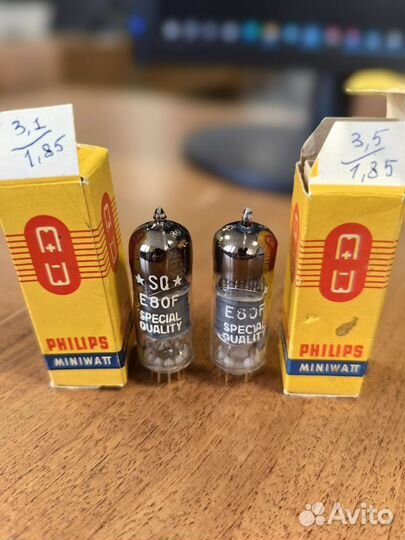 3,1
1,85
3,5
1,85
M
W
PHILIPS
MINIWATT
SQ
E80F
SPECIAL
QUALITY
E80F
SPECIAL
QUALITY
M
W
PHILIPS
MINIWATT
Avito